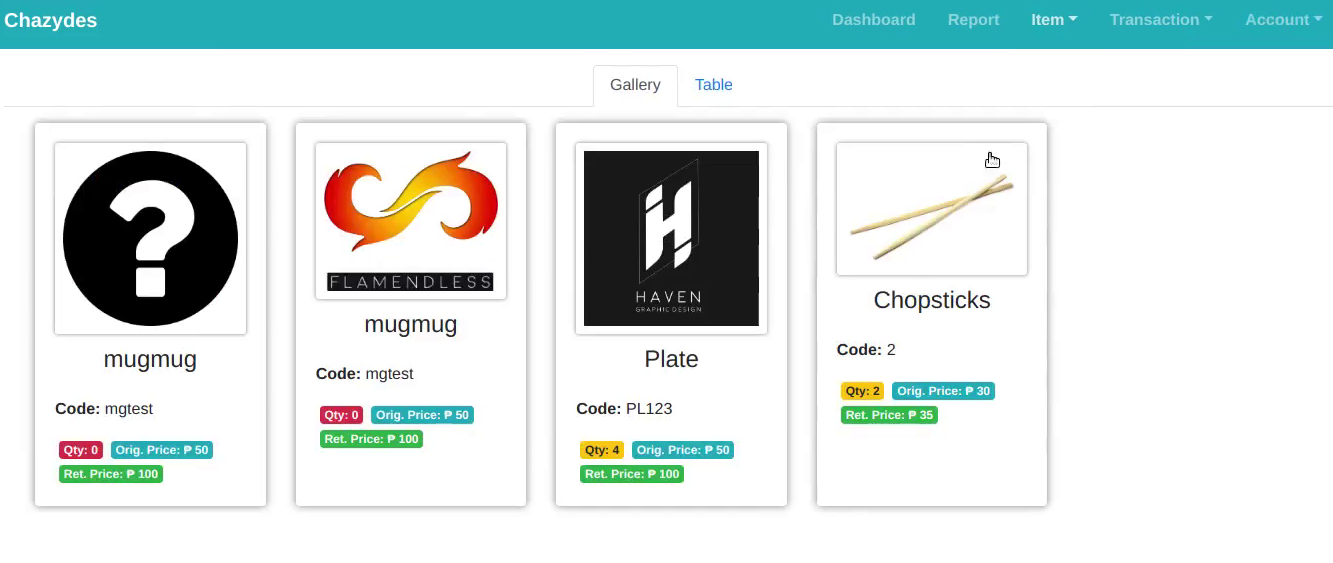 Chazydes
Dashboard
Report
Item
Transaction
Account
Gallery
Table
?
mugmug
Code: mgtest
Qty: 0 Orig. Price: ₱ 50
Ret. Price: ₱ 100
FLAMENDLESS
mugmug
Code: mgtest
Qty: 0 Orig. Price: ₱ 50
Ret. Price: ₱ 100
H
HAVEN
GRAPHIC DESIGN
Plate
Code: PL123
Qty: 4 Orig. Price: ₱ 50
Ret. Price: ₱ 100
Chopsticks
Code: 2
Qty: 2 Orig. Price: ₱ 30
Ret. Price: ₱ 35